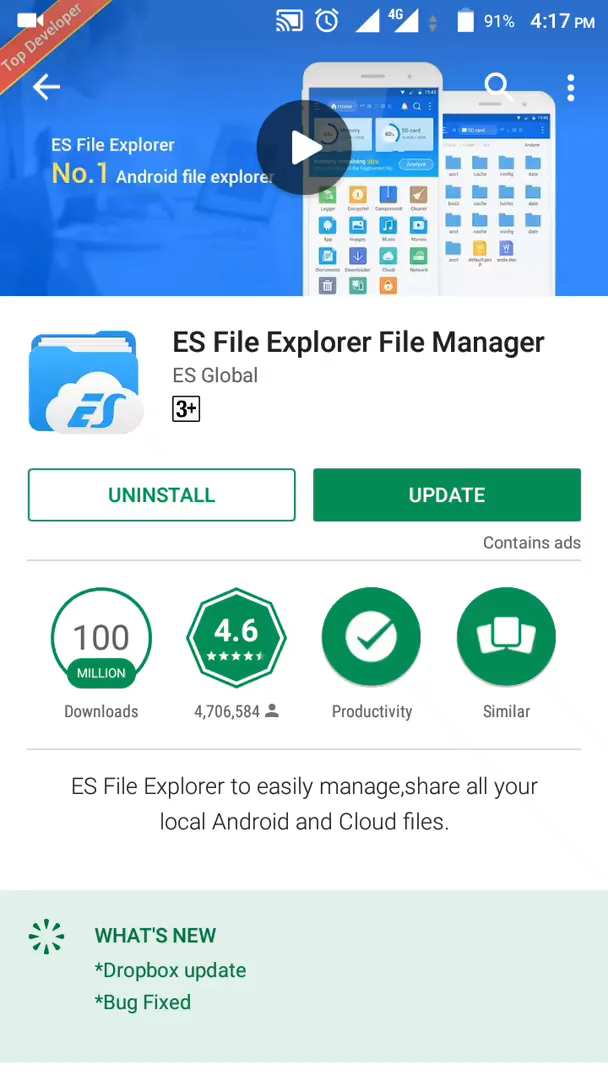 Top Developer
4G
91%
4:17 PM
ES File Explorer
No.1 Android file explorer
ES
ES File Explorer File Manager
ES Global
3+
UNINSTALL
UPDATE
Contains ads
100
MILLION
4.6
Downloads
4,706,584
Productivity
Similar
ES File Explorer to easily manage,share all your
local Android and Cloud files.
WHAT'S NEW
*Dropbox update
*Bug Fixed